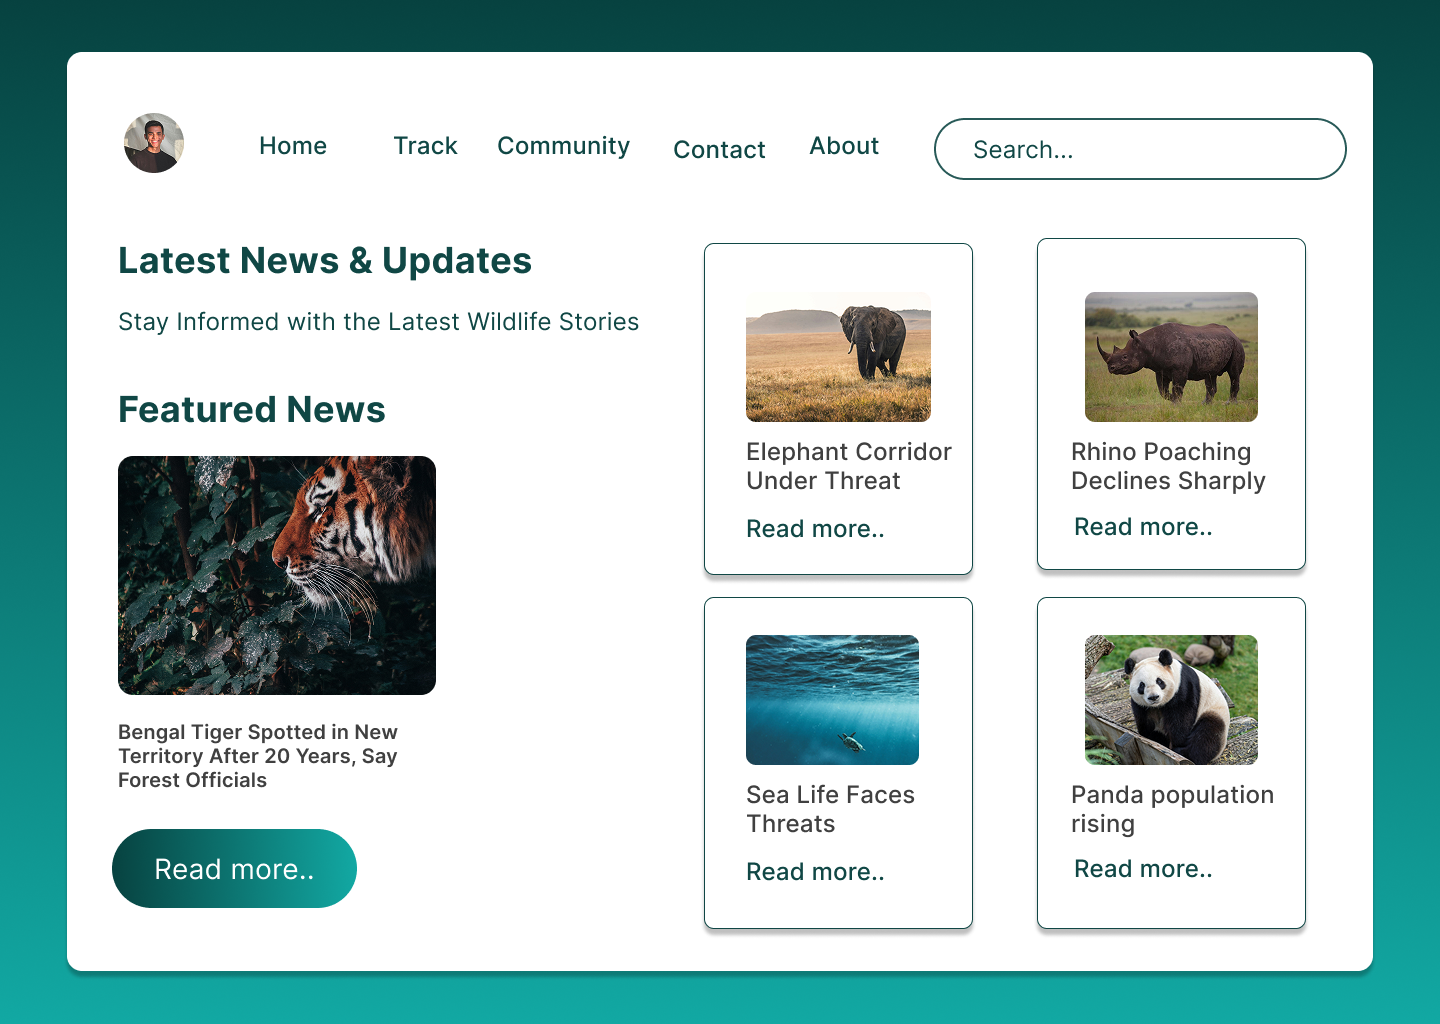 Home
Track
Community
Contact
About
Search...
Latest News & Updates
Stay Informed with the Latest Wildlife Stories
Featured News
Bengal Tiger Spotted in New
Territory After 20 Years, Say
Forest Officials
Read more..
Elephant Corridor
Under Threat
Read more..
Rhino Poaching
Declines Sharply
Read more..
Sea Life Faces
Threats
Read more..
Panda population
rising
Read more..